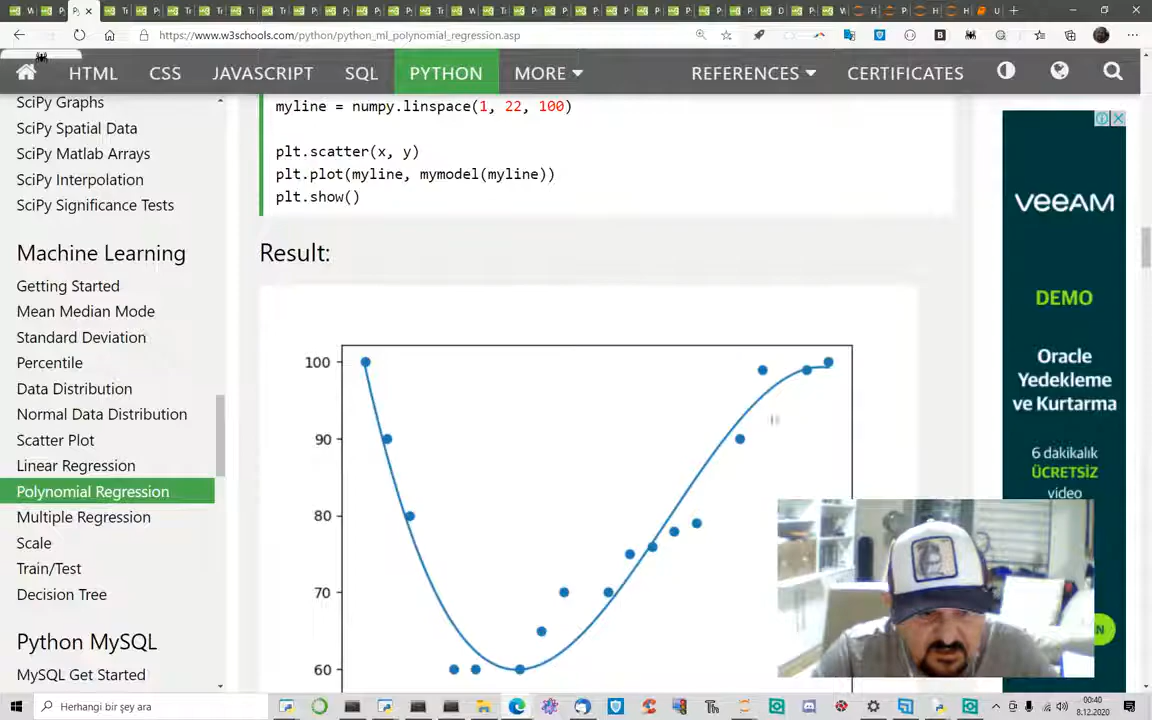 https://www.w3schools.com/python/python_ml_polynomial_regression.asp
HTML CSS JAVASCRIPT SQL PYTHON MORE REFERENCES CERTIFICATES
SciPy Graphs
SciPy Spatial Data
SciPy Matlab Arrays
SciPy Interpolation
SciPy Significance Tests
Machine Learning
Getting Started
Mean Median Mode
Standard Deviation
Percentile
Data Distribution
Normal Data Distribution
Scatter Plot
Linear Regression
Polynomial Regression
Multiple Regression
Scale
Train/Test
Decision Tree
Python MySQL
MySQL Get Started
myline = numpy.linspace(1, 22, 100)
plt.scatter(x, y)
plt.plot(myline, mymodel(myline))
plt.show()
Result:
100
90
80
70
60
VEEAM
DEMO
Oracle
Yedekleme
ve Kurtarma
6 dakikalık
ÜCRETSİZ
video
Herhangi bir şey ara
00:40
8.12.2020